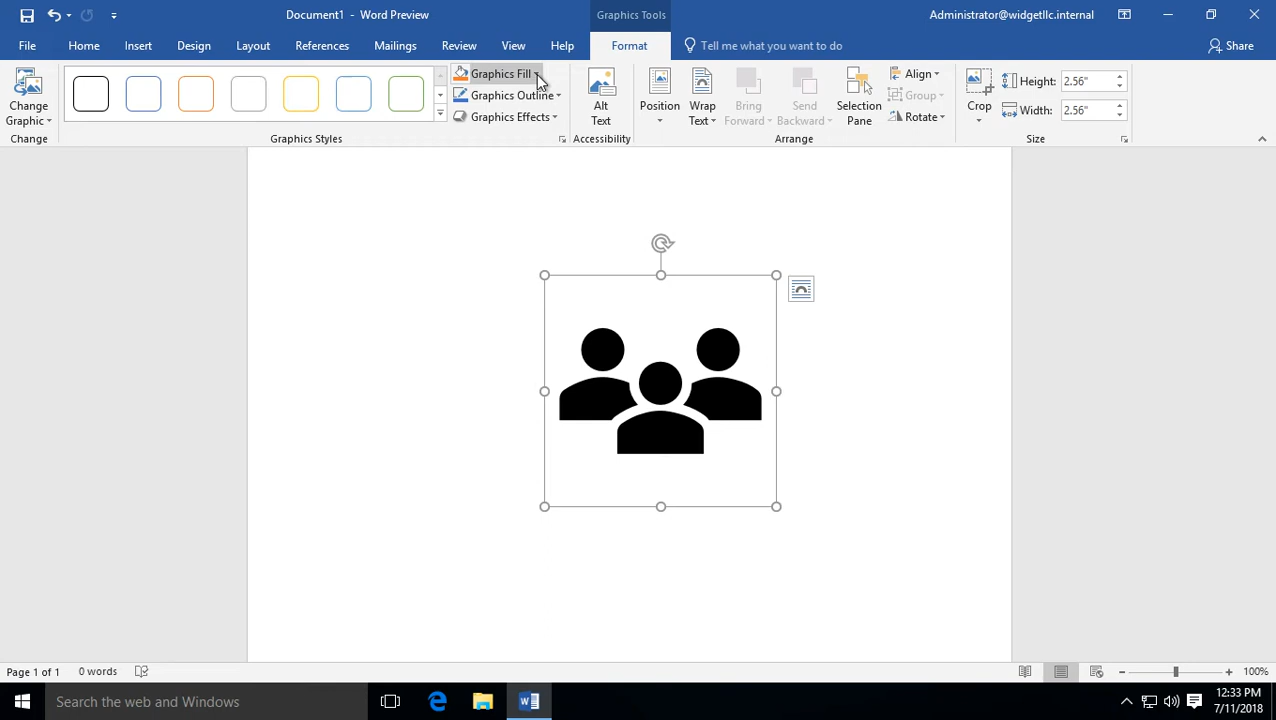 Document1 - Word Preview
Graphics Tools
Administrator@widgetllc.internal
File
Home
Insert
Design
Layout
References
Mailings
Review
View
Help
Format
Tell me what you want to do
Share
Change
Graphic
Change
Graphics Fill
Graphics Outline
Graphics Effects
Graphics Styles
Alt
Text
Accessibility
Position
Wrap
Text
Bring
Forward
Send
Backward
Selection
Pane
Align
Group
Rotate
Arrange
Crop
Height: 2.56"
Width: 2.56"
Size
Page 1 of 1
0 words
100%
Search the web and Windows
12:33 PM
7/11/2018